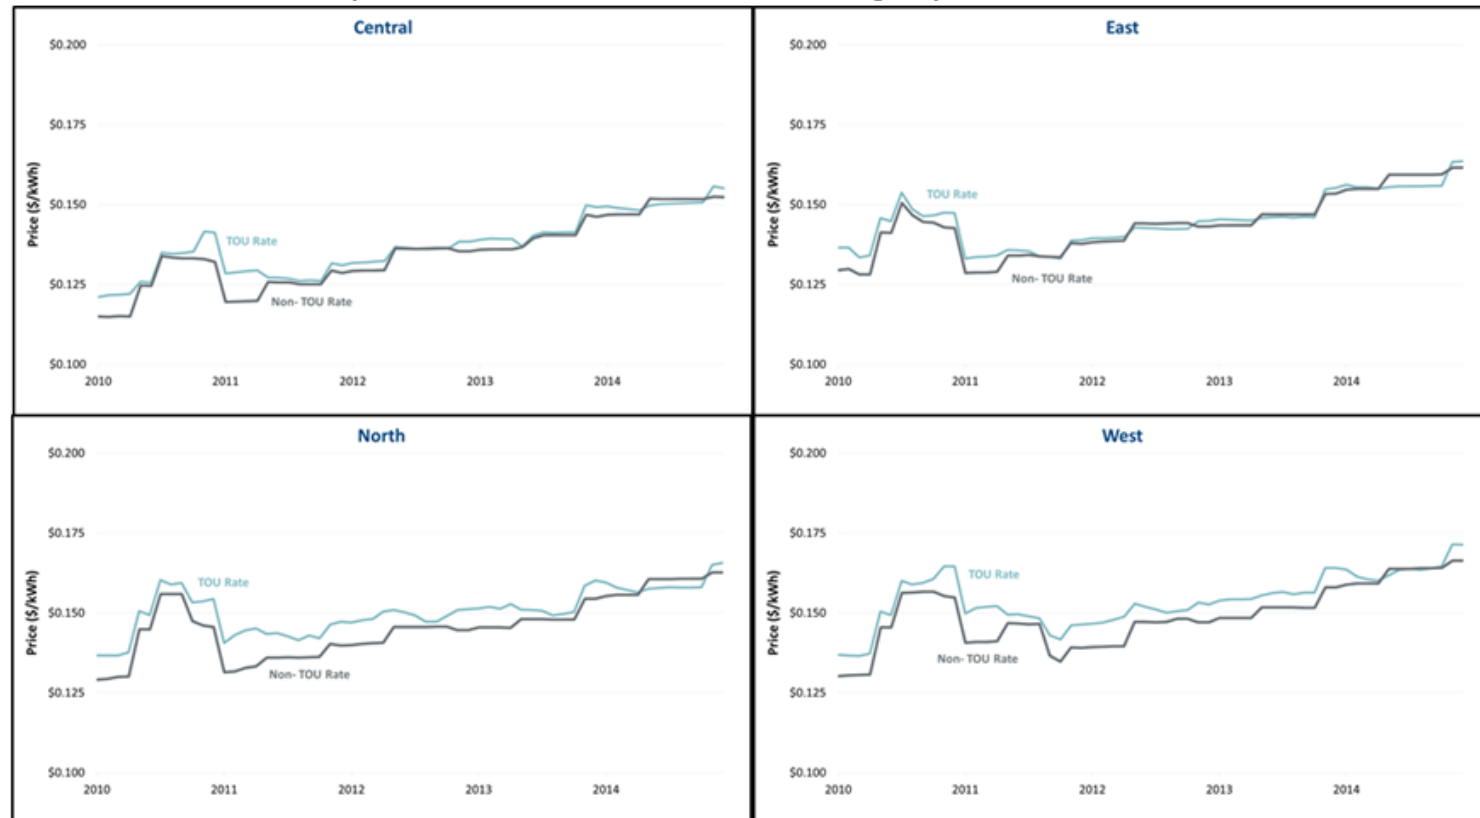 Central
$0.200
$0.175
$0.150
$0.125
$0.100
Price ($/kWh)
TOU Rate
Non- TOU Rate
2010 2011 2012 2013 2014
East
$0.200
$0.175
$0.150
$0.125
$0.100
Price ($/kWh)
TOU Rate
Non- TOU Rate
2010 2011 2012 2013 2014
North
$0.200
$0.175
$0.150
$0.125
$0.100
Price ($/kWh)
TOU Rate
Non- TOU Rate
2010 2011 2012 2013 2014
West
$0.200
$0.175
$0.150
$0.125
$0.100
Price ($/kWh)
TOU Rate
Non- TOU Rate
2010 2011 2012 2013 2014